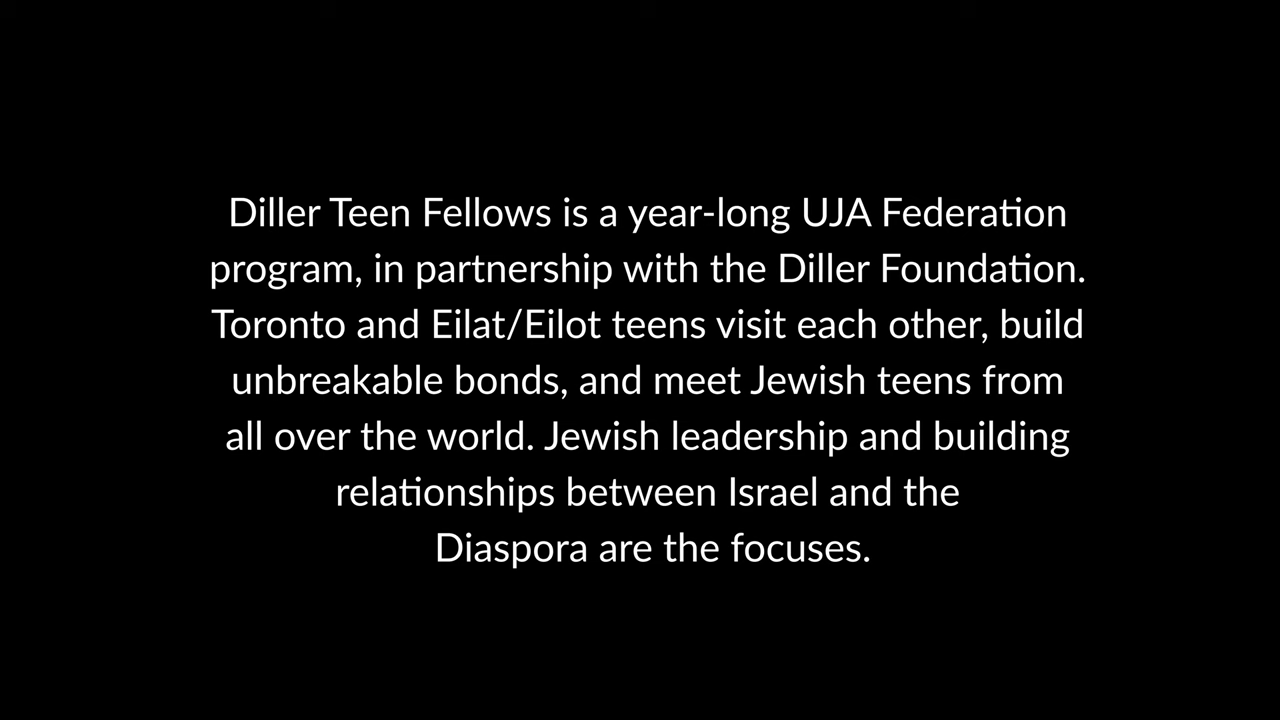 Diller Teen Fellows is a year-long UJA Federation
program, in partnership with the Diller Foundation.
Toronto and Eilat/Eilot teens visit each other, build
unbreakable bonds, and meet Jewish teens from
all over the world. Jewish leadership and building
relationships between Israel and the
Diaspora are the focuses.